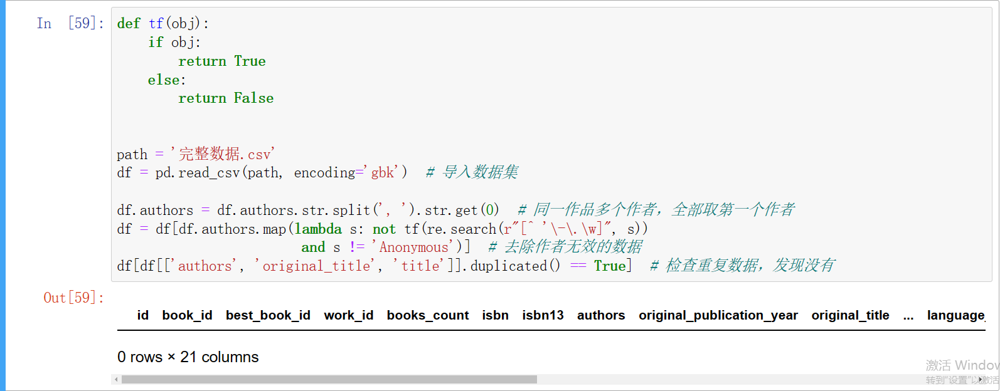 In [59]:
def tf(obj):
    if obj:
        return True
    else:
        return False
path = '完整数据.csv'
df = pd.read_csv(path, encoding='gbk')  # 导入数据集
df.authors = df.authors.str.split(', ').str.get(0)  # 同一作品多个作者，全部取第一个作者
df = df[df.authors.map(lambda s: not tf(re.search(r"[^ '\-\.\w]", s))
                        and s != 'Anonymous')]  # 去除作者无效的数据
df[df[['authors', 'original_title', 'title']].duplicated() == True]  # 检查重复数据，发现没有
Out[59]:
id book_id best_book_id work_id books_count isbn isbn13 authors original_publication_year original_title ... language_
0 rows × 21 columns
激活 Window
转到"设置"以激活